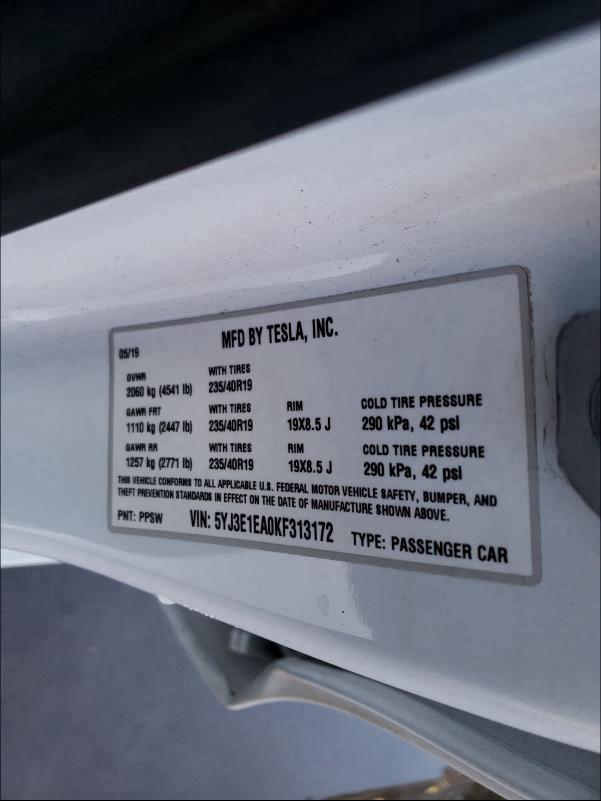 MFD BY TESLA, INC.
05/19
GVWR WITH TIRES
2060 kg (4541 lb) 235/40R19
GAWR FRT WITH TIRES RIM COLD TIRE PRESSURE
1110 kg (2447 lb) 235/40R19 19X8.5 J 290 kPa, 42 psi
GAWR RR WITH TIRES RIM COLD TIRE PRESSURE
1257 kg (2771 lb) 235/40R19 19X8.5 J 290 kPa, 42 psi
THIS VEHICLE CONFORMS TO ALL APPLICABLE U.S. FEDERAL MOTOR VEHICLE SAFETY, BUMPER, AND
THEFT PREVENTION STANDARDS IN EFFECT ON THE DATE OF MANUFACTURE SHOWN ABOVE.
PNT: PPSW VIN: 5YJ3E1EA0KF313172 TYPE: PASSENGER CAR